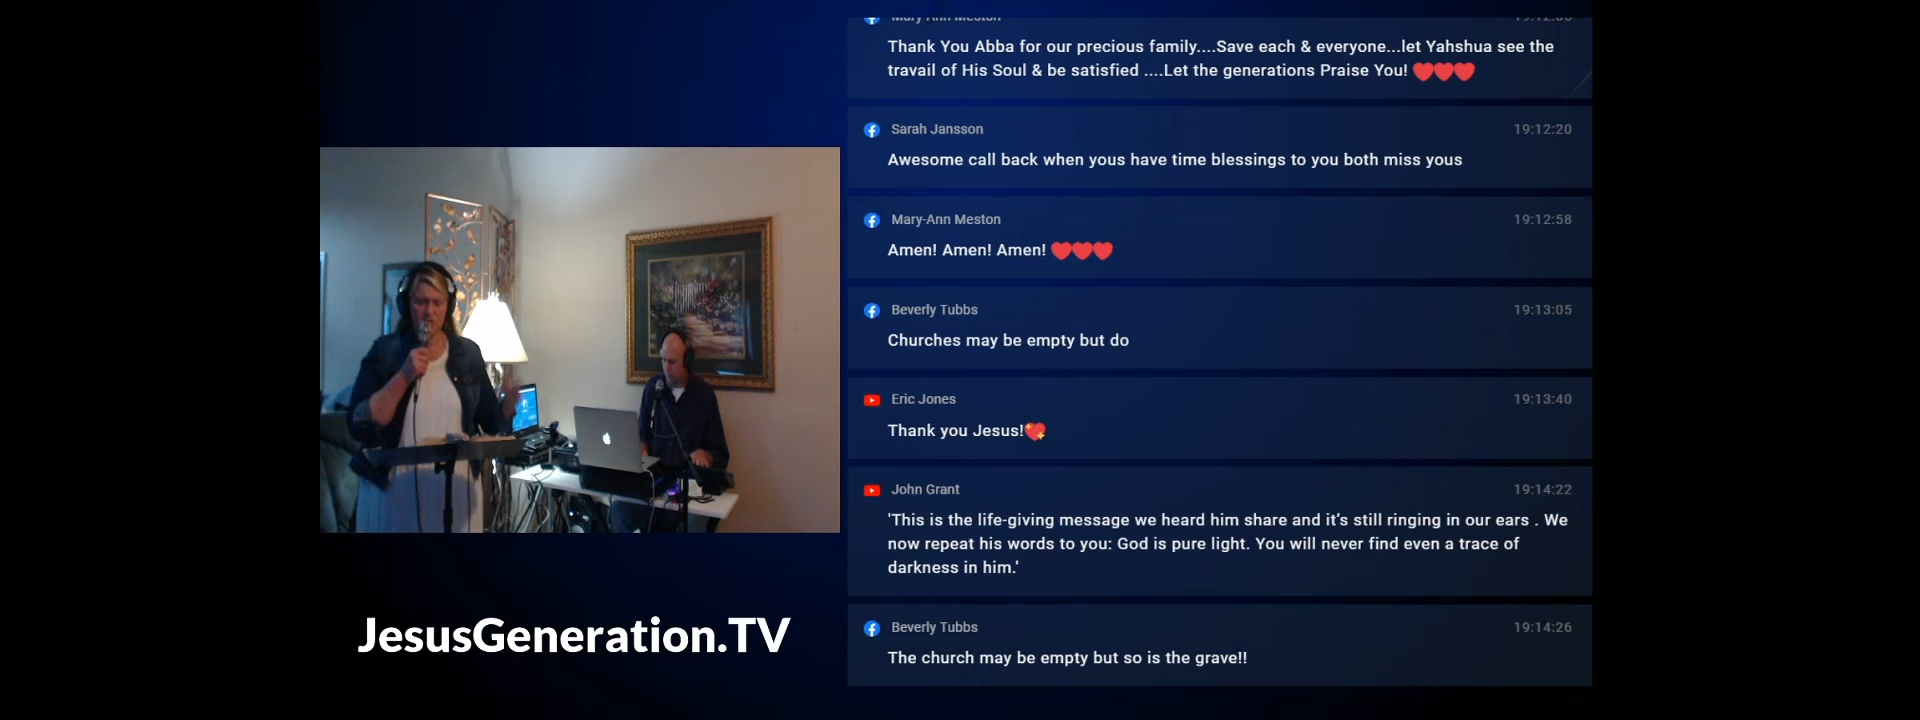 Mary-Ann Meston
Thank You Abba for our precious family....Save each & everyone...let Yahshua see the
travail of His Soul & be satisfied ....Let the generations Praise You! ❤❤❤
Sarah Jansson 19:12:20
Awesome call back when yous have time blessings to you both miss yous
Mary-Ann Meston 19:12:58
Amen! Amen! Amen! ❤❤❤
Beverly Tubbs 19:13:05
Churches may be empty but do
Eric Jones 19:13:40
Thank you Jesus!💖
John Grant 19:14:22
'This is the life-giving message we heard him share and it’s still ringing in our ears . We
now repeat his words to you: God is pure light. You will never find even a trace of
darkness in him.'
Beverly Tubbs 19:14:26
The church may be empty but so is the grave!!
JesusGeneration.TV